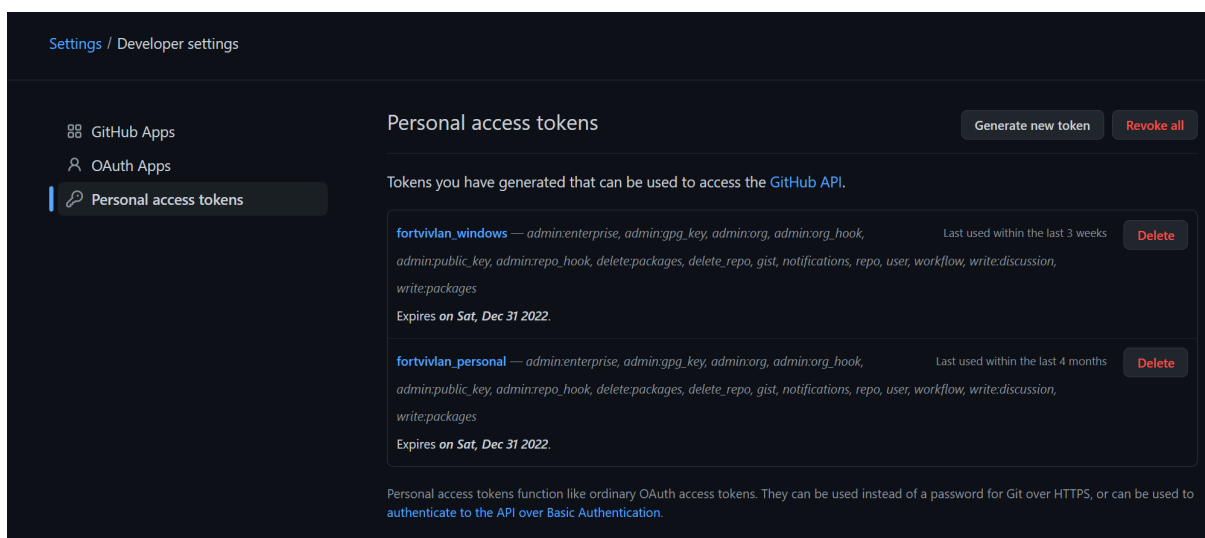 Settings / Developer settings
GitHub Apps
OAuth Apps
Personal access tokens
Personal access tokens
Generate new token
Revoke all
Tokens you have generated that can be used to access the GitHub API.
fortvivlan_windows — admin:enterprise, admin:gpg_key, admin:org, admin:org_hook,
Last used within the last 3 weeks
Delete
admin:public_key, admin:repo_hook, delete:packages, delete_repo, gist, notifications, repo, user, workflow, write:discussion,
write:packages
Expires on Sat, Dec 31 2022.
fortvivlan_personal — admin:enterprise, admin:gpg_key, admin:org, admin:org_hook,
Last used within the last 4 months
Delete
admin:public_key, admin:repo_hook, delete:packages, delete_repo, gist, notifications, repo, user, workflow, write:discussion,
write:packages
Expires on Sat, Dec 31 2022.
Personal access tokens function like ordinary OAuth access tokens. They can be used instead of a password for Git over HTTPS, or can be used to
authenticate to the API over Basic Authentication.